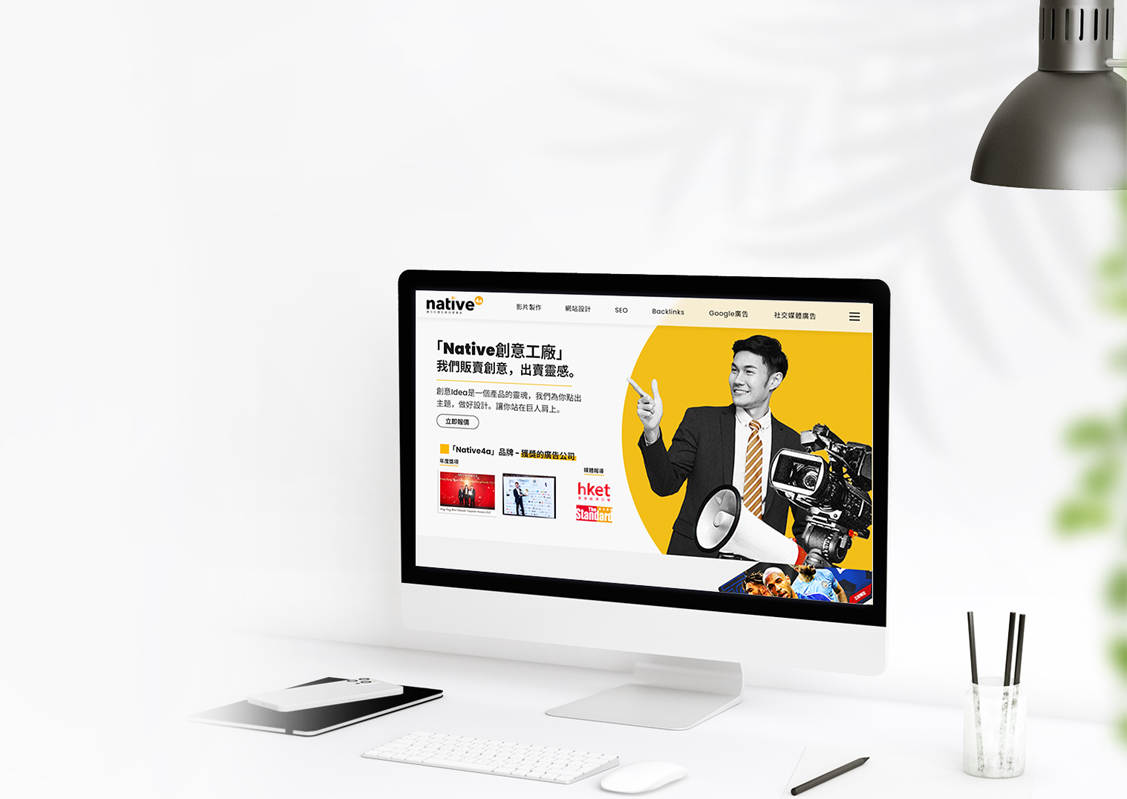 native4a
影片製作
網站設計
SEO
Backlinks
Google廣告
社交媒體廣告
「Native創意工廠」
我們販賣創意，出賣靈感。
創意Idea是一個產品的靈魂，我們為你點出
主題，做好設計。讓你站在巨人肩上。
立即報價
「Native4a」品牌 - 獲獎的廣告公司
年度獎項
媒體報導
hket
The
Standard